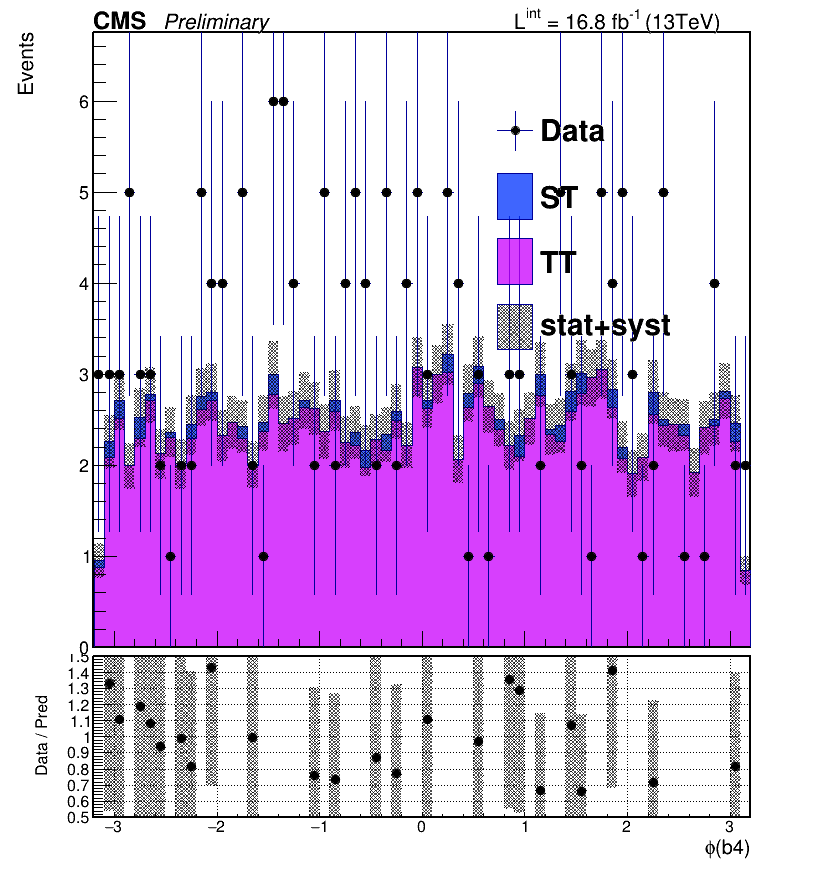 CMS Preliminary L^int = 16.8 fb^-1 (13TeV)
Events
6
5
4
3
2
1
0
Data
ST
TT
stat+syst
Data / Pred
1.5
1.4
1.3
1.2
1.1
1
0.9
0.8
0.7
0.6
0.5
−3 −2 −1 0 1 2 3
ϕ(b4)